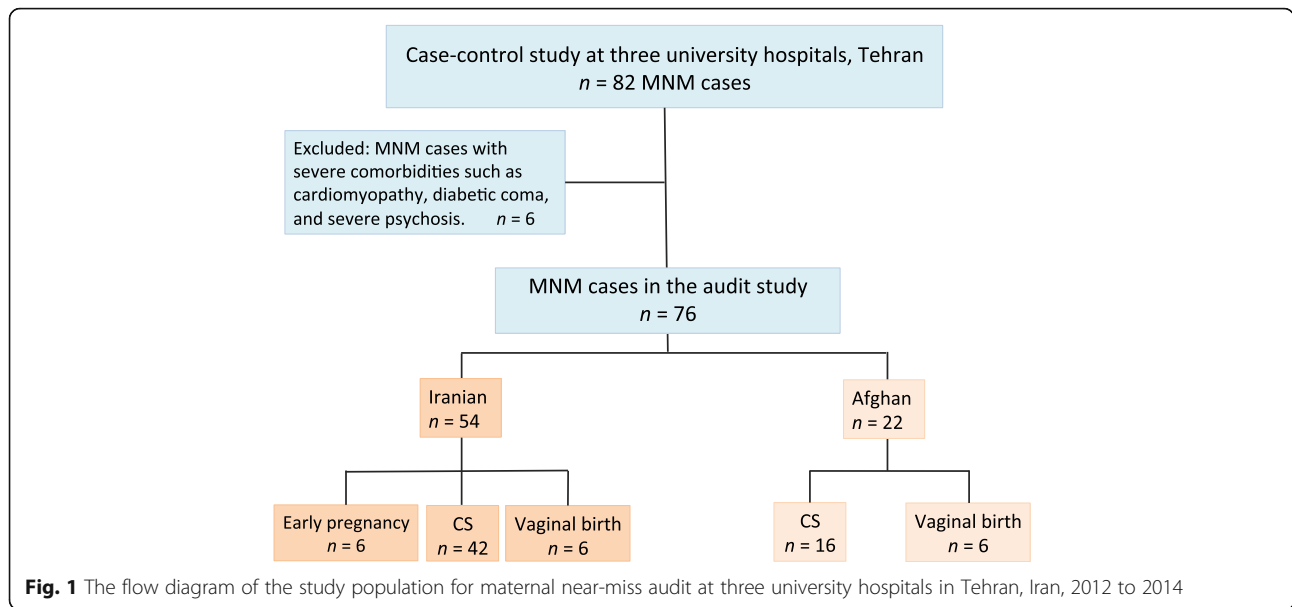 Case-control study at three university hospitals, Tehran
n = 82 MNM cases
Excluded: MNM cases with
severe comorbidities such as
cardiomyopathy, diabetic coma,
and severe psychosis. n = 6
MNM cases in the audit study
n = 76
Iranian
n = 54
Afghan
n = 22
Early pregnancy
n = 6
CS
n = 42
Vaginal birth
n = 6
CS
n = 16
Vaginal birth
n = 6
Fig. 1 The flow diagram of the study population for maternal near-miss audit at three university hospitals in Tehran, Iran, 2012 to 2014